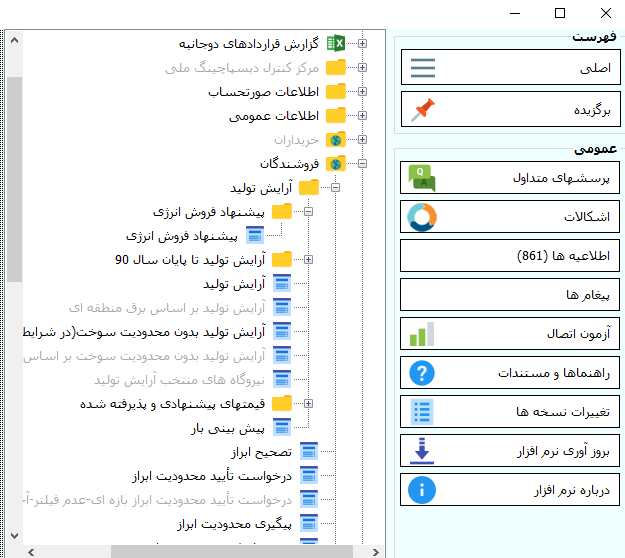 فهرست
اصلی
برگزیده
عمومی
پرسشهای متداول
اشکالات
اطلاعیه ها (861)
پیغام ها
آزمون اتصال
راهنماها و مستندات
تغییرات نسخه ها
بروز آوری نرم افزار
درباره نرم افزار
گزارش قراردادهای دوجانبه
مرکز کنترل دیسپاچینگ ملی
اطلاعات صورتحساب
اطلاعات عمومی
خریداران
فروشندگان
آرایش تولید
پیشنهاد فروش انرژی
پیشنهاد فروش انرژی
آرایش تولید تا پایان سال 90
آرایش تولید
آرایش تولید بر اساس برق منطقه ای
آرایش تولید بدون محدودیت سوخت(در شرایط
آرایش تولید بدون محدودیت سوخت بر اساس
نیروگاه های منتخب آرایش تولید
قیمتهای پیشنهادی و پذیرفته شده
پیش بینی بار
تصحیح ابراز
درخواست تأیید محدودیت ابراز
درخواست تأیید محدودیت ابراز بازه ای-عدم فیلتر-آ
پیگیری محدودیت ابراز